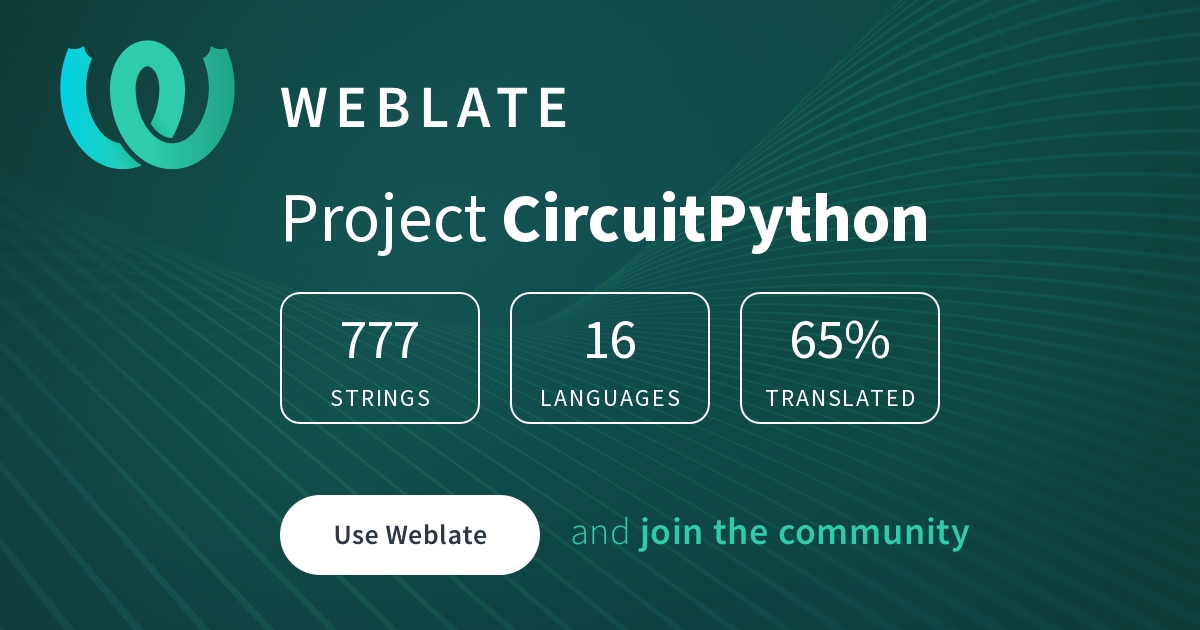 WEBLATE
Project CircuitPython
777 16 65%
STRINGS LANGUAGES TRANSLATED
Use Weblate and join the community